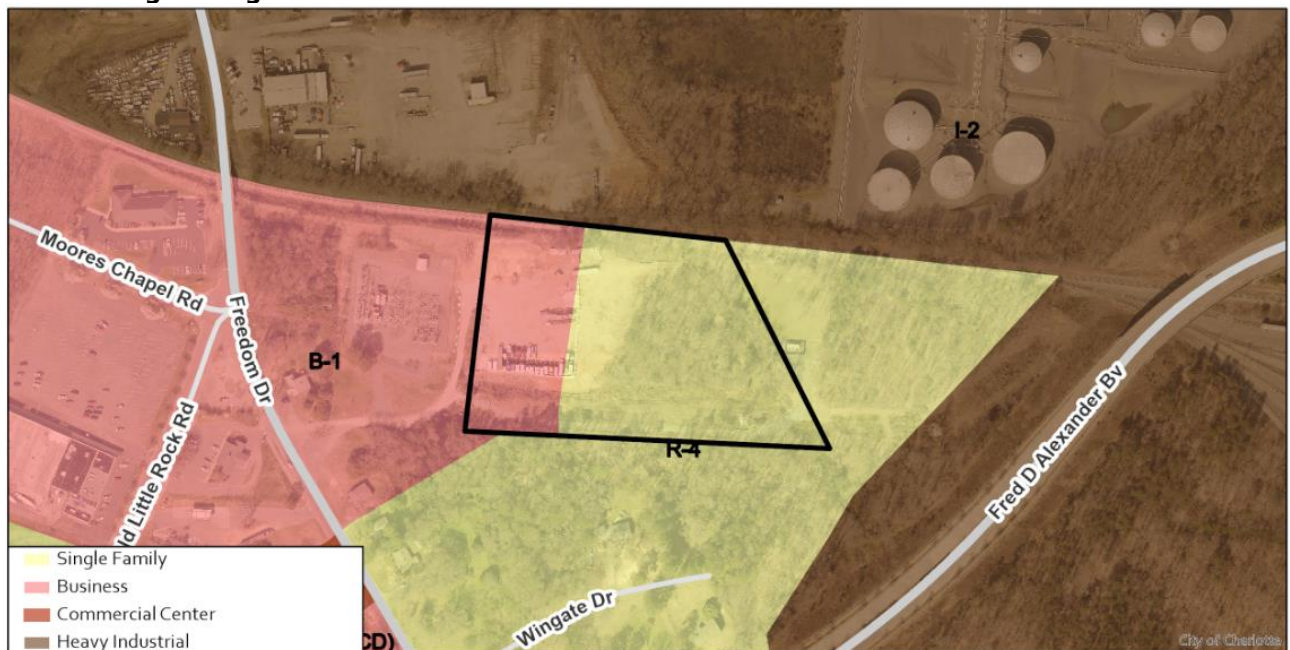 I-2
Moores Chapel Rd
Freedom Dr
B-1
Old Little Rock Rd
R-4
Fred D Alexander Bv
Wingate Dr
Single Family
Business
Commercial Center
Heavy Industrial
CD)
City of Charlotte